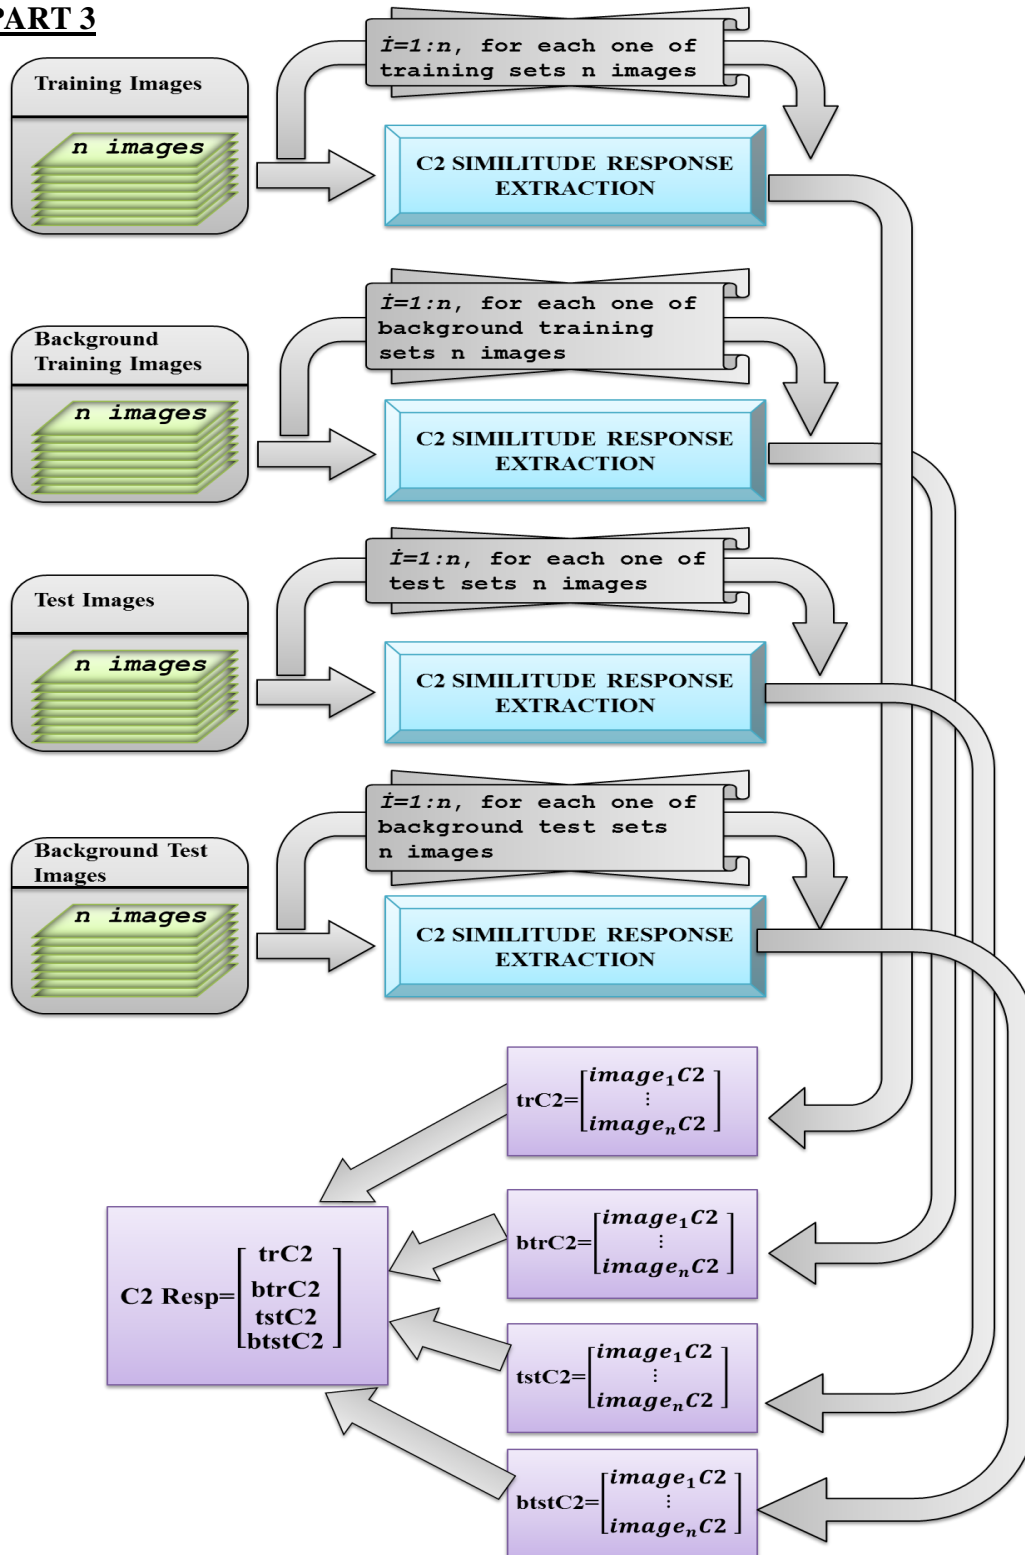 PART 3
İ=1:n, for each one of
training sets n images
Training Images
n images
C2 SIMILITUDE RESPONSE
EXTRACTION
İ=1:n, for each one of
background training
sets n images
Background
Training Images
n images
C2 SIMILITUDE RESPONSE
EXTRACTION
İ=1:n, for each one of
test sets n images
Test Images
n images
C2 SIMILITUDE RESPONSE
EXTRACTION
İ=1:n, for each one of
background test sets
n images
Background Test
Images
n images
C2 SIMILITUDE RESPONSE
EXTRACTION
trC2=[image₁C2
⋮
imageₙC2]
btrC2=[image₁C2
⋮
imageₙC2]
C2 Resp=[trC2
btrC2
tstC2
btstC2]
tstC2=[image₁C2
⋮
imageₙC2]
btstC2=[image₁C2
⋮
imageₙC2]